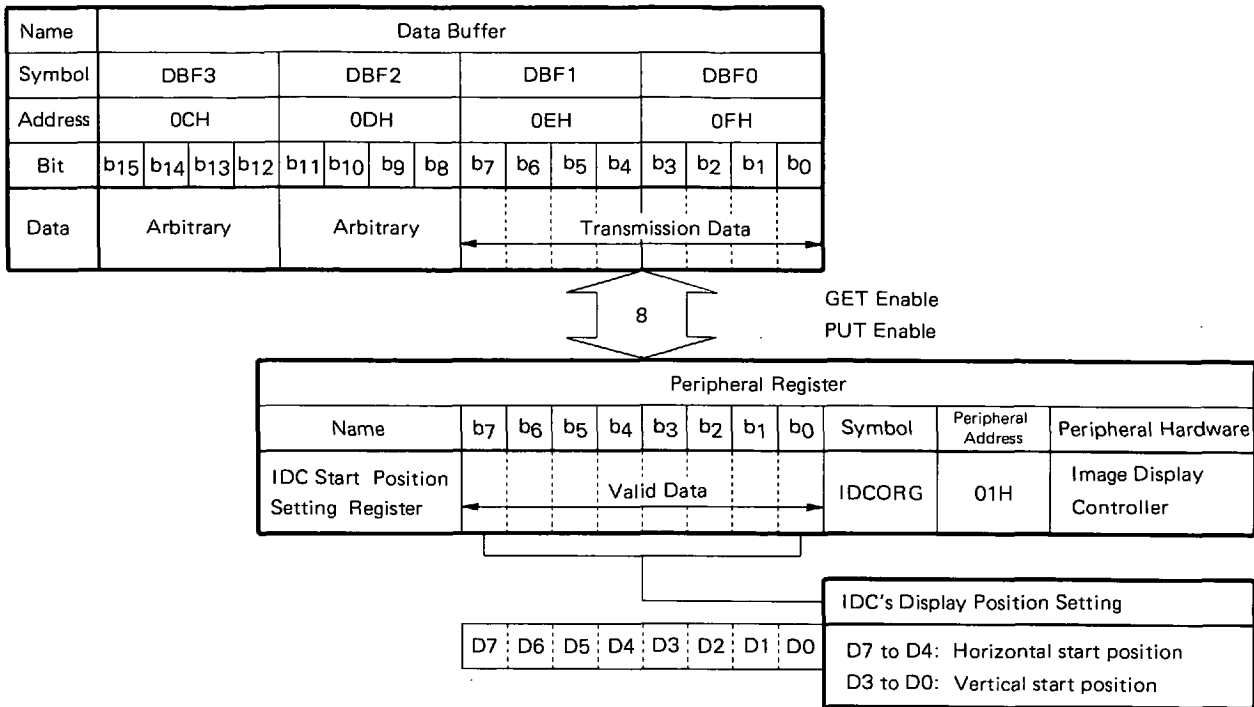 Name Data Buffer
Symbol DBF3 DBF2 DBF1 DBF0
Address 0CH 0DH 0EH 0FH
Bit b15 b14 b13 b12 b11 b10 b9 b8 b7 b6 b5 b4 b3 b2 b1 b0
Data Arbitrary Arbitrary Transmission Data
8
GET Enable
PUT Enable
Peripheral Register
Name b7 b6 b5 b4 b3 b2 b1 b0 Symbol Peripheral Address Peripheral Hardware
IDC Start Position
Setting Register
Valid Data
IDCORG
01H
Image Display
Controller
IDC's Display Position Setting
D7 D6 D5 D4 D3 D2 D1 D0
D7 to D4: Horizontal start position
D3 to D0: Vertical start position